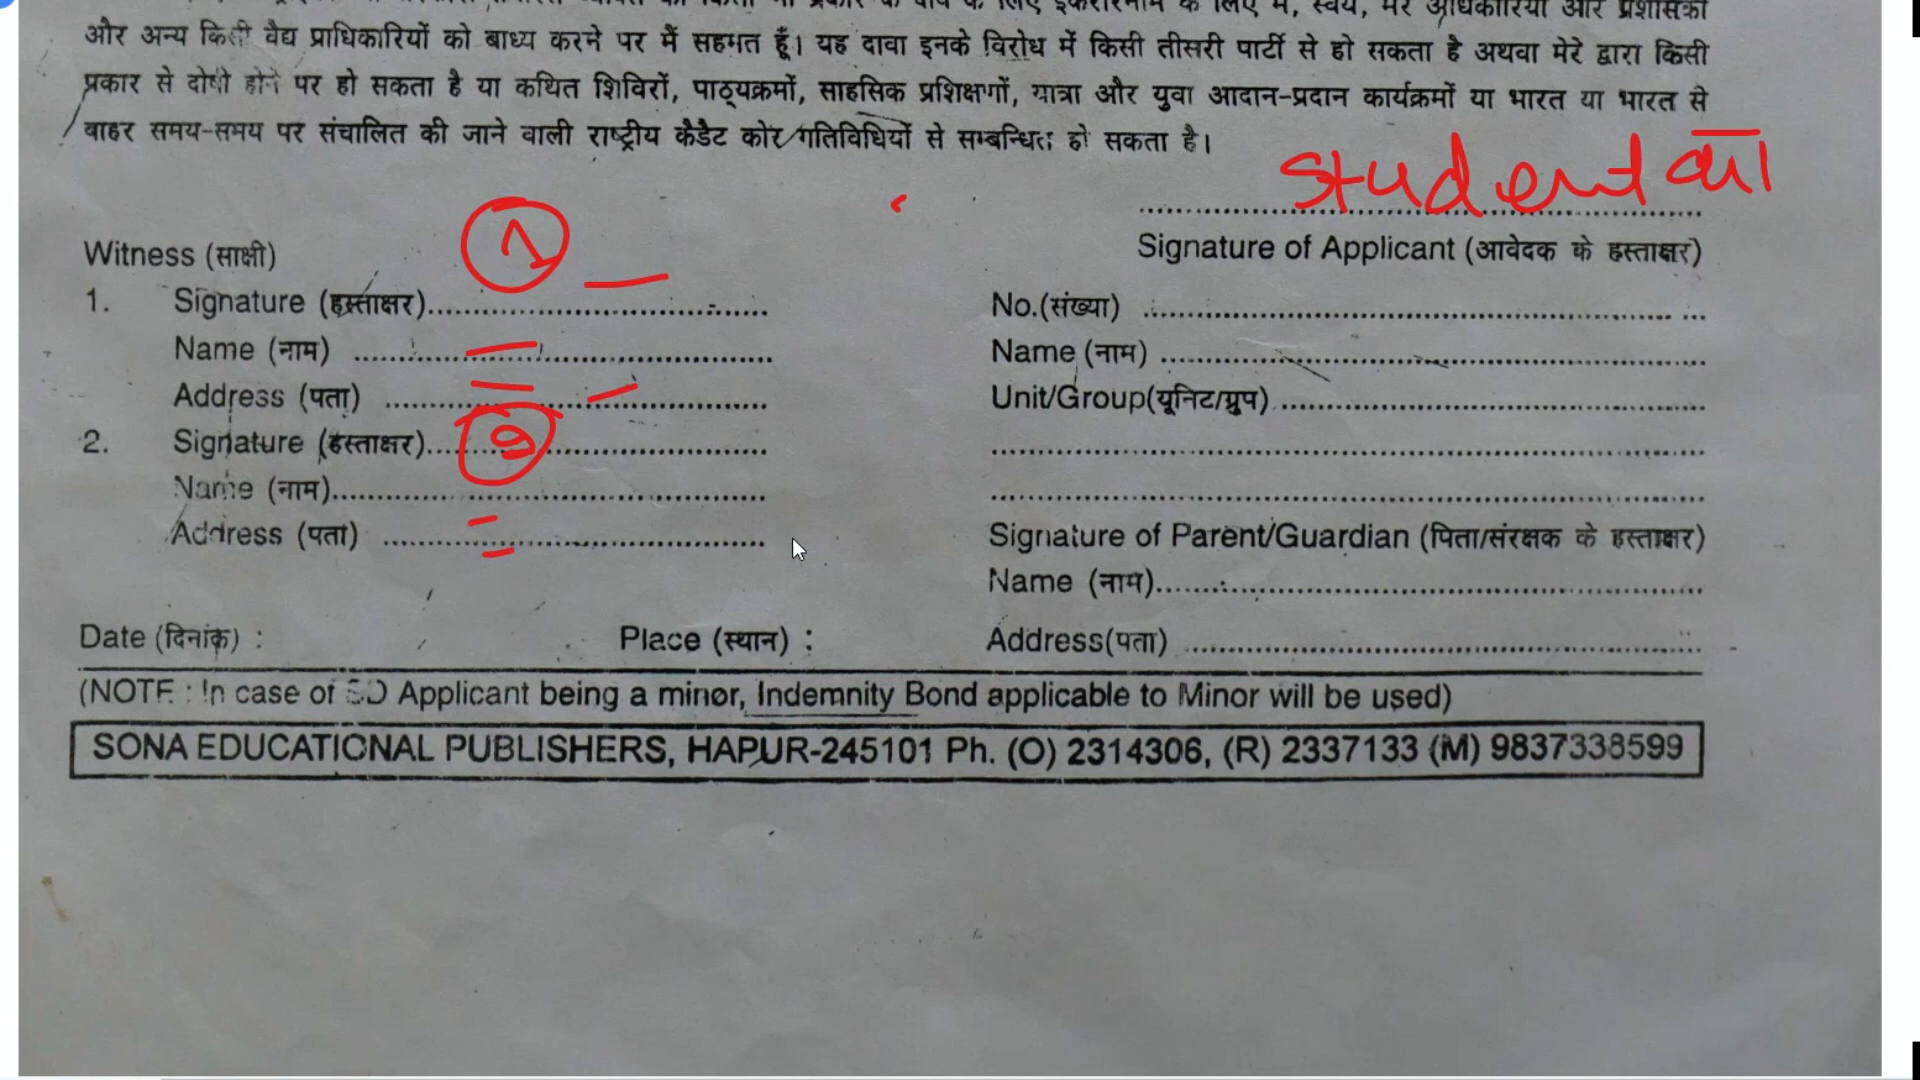 और अन्य किसी वैद्य प्राधिकारियों को बाध्य करने पर मैं सहमत हूँ। यह दावा इनके विरोध में किसी तीसरी पार्टी से हो सकता है अथवा मेरे द्वारा किसी
प्रकार से दोषी होने पर हो सकता है या कथित शिविरों, पाठ्यक्रमों, साहसिक प्रशिक्षणों, यात्रा और युवा आदान-प्रदान कार्यक्रमों या भारत या भारत से
बाहर समय-समय पर संचालित की जाने वाली राष्ट्रीय कैडैट कोर गतिविधियों से सम्बन्धित हो सकता है।
student का
Signature of Applicant (आवेदक के हस्ताक्षर)
Witness (साक्षी)
1
1. Signature (हस्ताक्षर)
Name (नाम)
Address (पता)
2
2. Signature (हस्ताक्षर)
Name (नाम)
Address (पता)
No.(संख्या)
Name (नाम)
Unit/Group(यूनिट/ग्रुप)
Signature of Parent/Guardian (पिता/संरक्षक के हस्ताक्षर)
Name (नाम)
Date (दिनांक) : Place (स्थान) : Address(पता)
(NOTE : In case of SD Applicant being a minor, Indemnity Bond applicable to Minor will be used)
SONA EDUCATIONAL PUBLISHERS, HAPUR-245101 Ph. (O) 2314306, (R) 2337133 (M) 9837338599